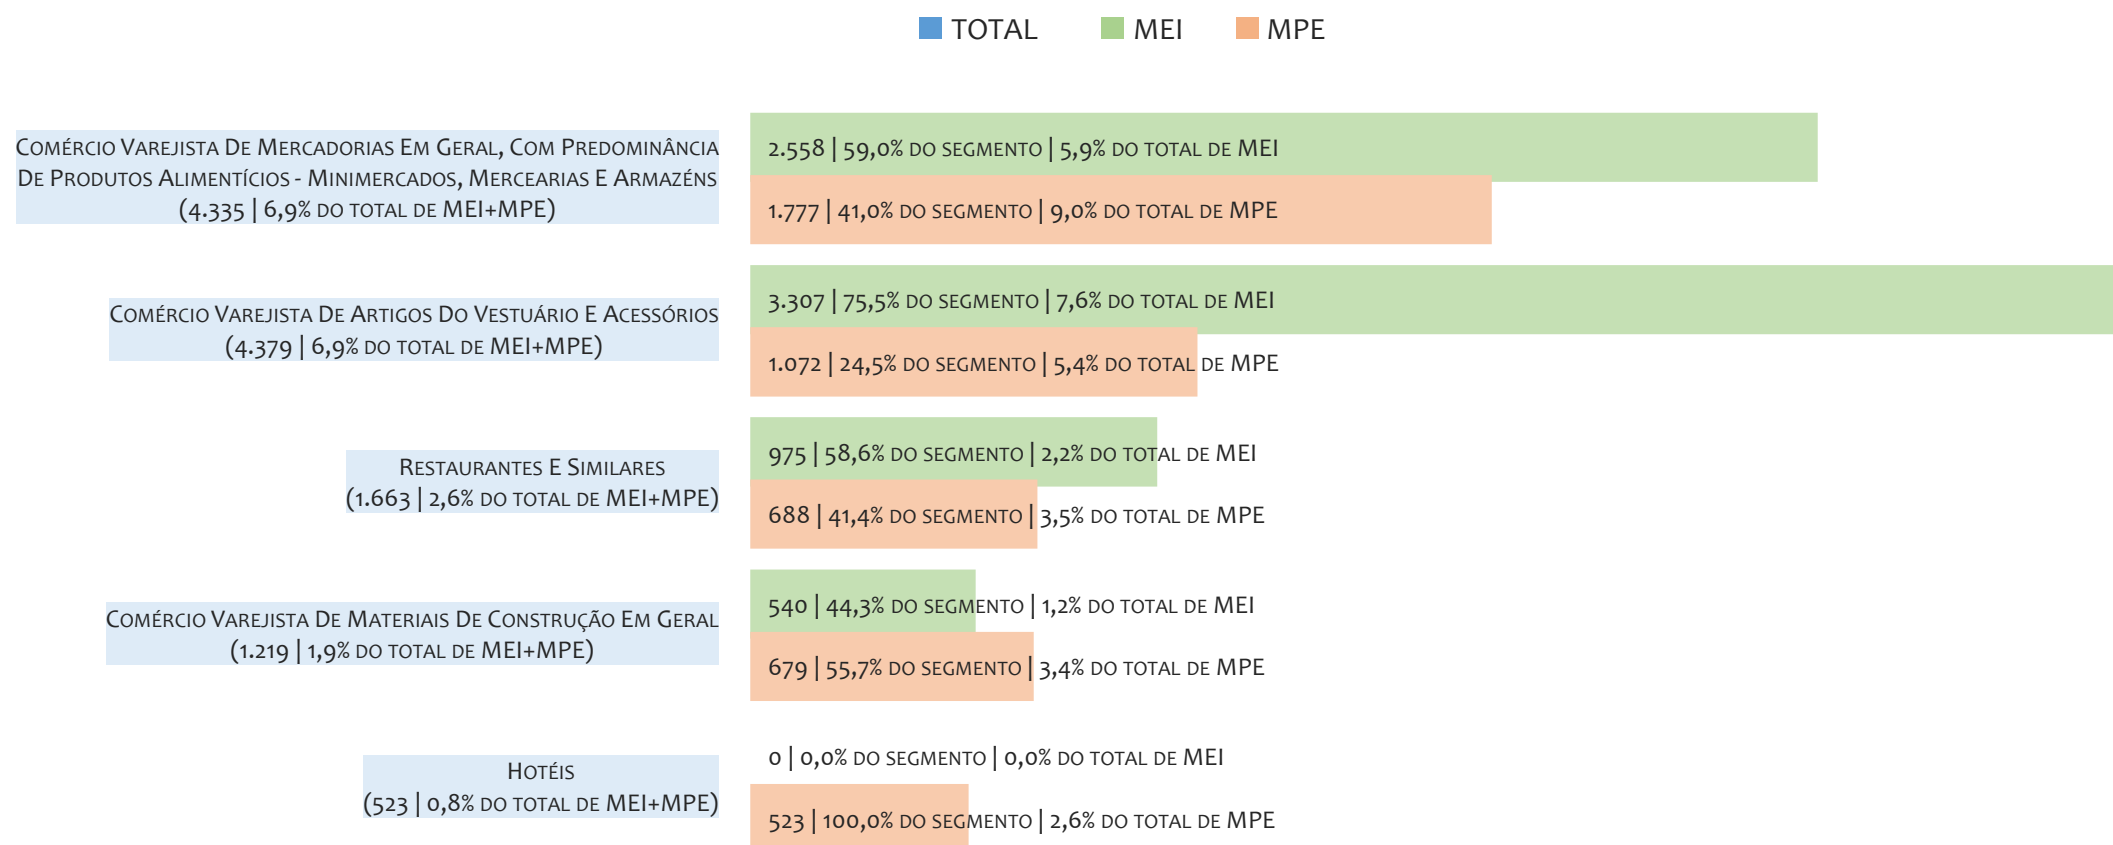 TOTAL MEI MPE
Comércio Varejista De Mercadorias Em Geral, Com Predominância
De Produtos Alimentícios - Minimercados, Mercearias E Armazéns
(4.335 | 6,9% do total de MEI+MPE)
2.558 | 59,0% do segmento | 5,9% do total de MEI
1.777 | 41,0% do segmento | 9,0% do total de MPE
Comércio Varejista De Artigos Do Vestuário E Acessórios
(4.379 | 6,9% do total de MEI+MPE)
3.307 | 75,5% do segmento | 7,6% do total de MEI
1.072 | 24,5% do segmento | 5,4% do total de MPE
Restaurantes E Similares
(1.663 | 2,6% do total de MEI+MPE)
975 | 58,6% do segmento | 2,2% do total de MEI
688 | 41,4% do segmento | 3,5% do total de MPE
Comércio Varejista De Materiais De Construção Em Geral
(1.219 | 1,9% do total de MEI+MPE)
540 | 44,3% do segmento | 1,2% do total de MEI
679 | 55,7% do segmento | 3,4% do total de MPE
Hotéis
(523 | 0,8% do total de MEI+MPE)
0 | 0,0% do segmento | 0,0% do total de MEI
523 | 100,0% do segmento | 2,6% do total de MPE